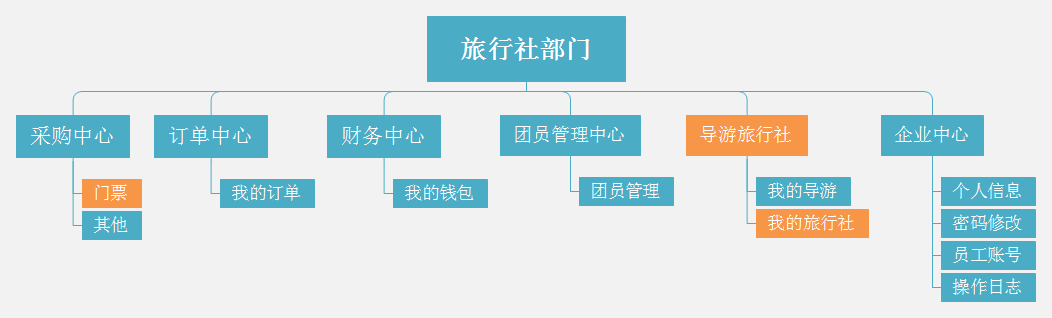 旅行社部门
采购中心
门票
其他
订单中心
我的订单
财务中心
我的钱包
团员管理中心
团员管理
导游旅行社
我的导游
我的旅行社
企业中心
个人信息
密码修改
员工账号
操作日志